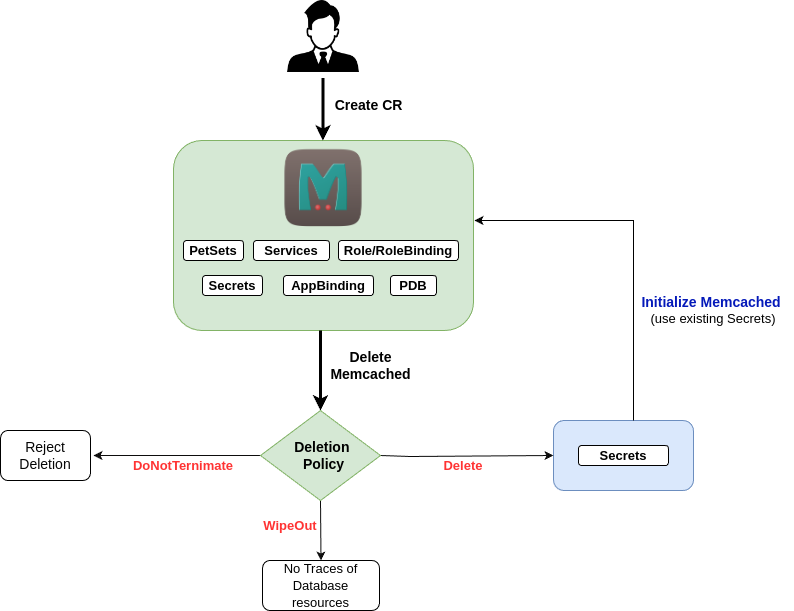 Create CR
PetSets
Services
Role/RoleBinding
Secrets
AppBinding
PDB
Initialize Memcached
(use existing Secrets)
Delete
Memcached
Reject
Deletion
DoNotTernimate
Deletion
Policy
Delete
Secrets
WipeOut
No Traces of
Database
resources